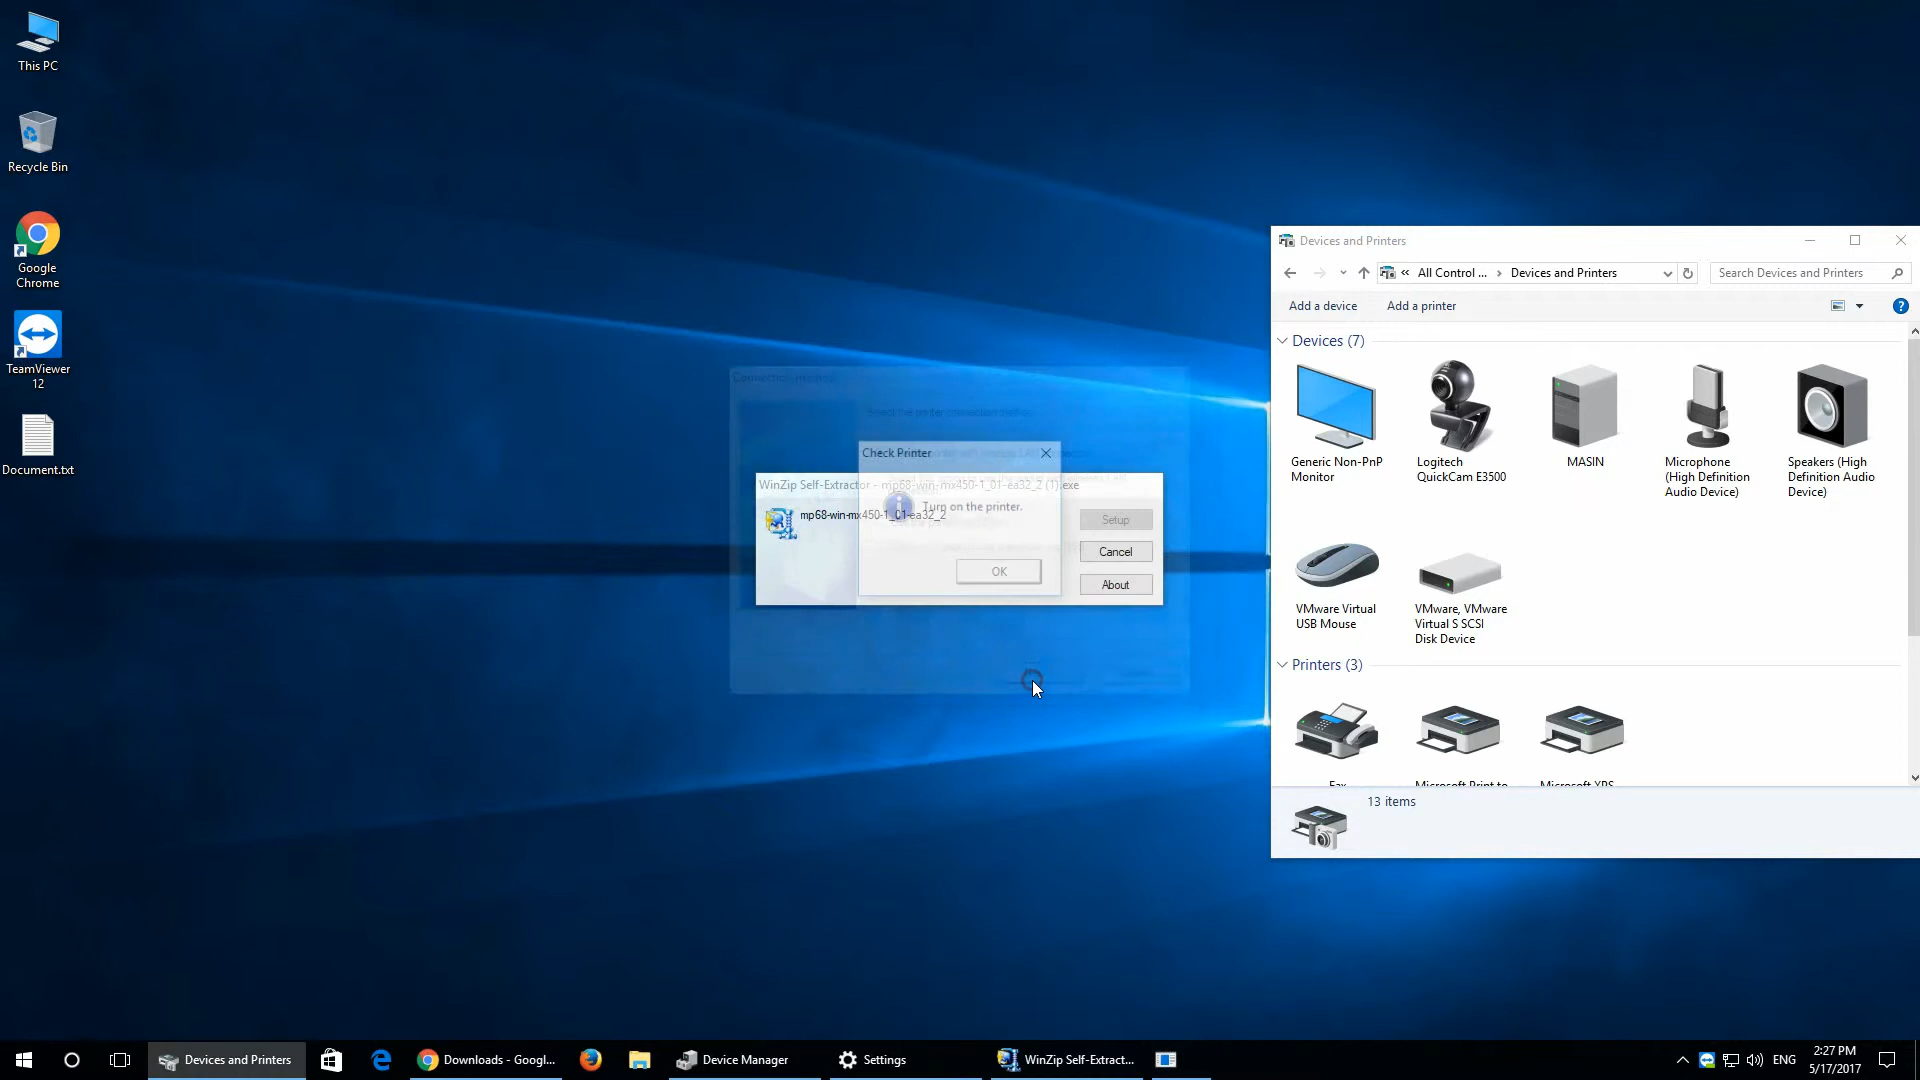 This PC
Recycle Bin
Google
Chrome
TeamViewer
12
Document.txt
Select the printer connection method.
Check Printer
WinZip Self-Extractor - mp68-win-mx450-1_01-ea32_2 (1).exe
Turn on the printer.
mp68-win-mx450-1_01-ea32_2
Setup
OK
Cancel
About
Devices and Printers
« All Control ... › Devices and Printers
Search Devices and Printers
Add a device
Add a printer
Devices (7)
Generic Non-PnP
Monitor
Logitech
QuickCam E3500
MASIN
Microphone
(High Definition
Audio Device)
Speakers (High
Definition Audio
Device)
VMware Virtual
USB Mouse
VMware, VMware
Virtual S SCSI
Disk Device
Printers (3)
Fax
Microsoft Print to
Microsoft XPS
13 items
Devices and Printers
Downloads - Googl...
Device Manager
Settings
WinZip Self-Extract...
ENG
2:27 PM
5/17/2017